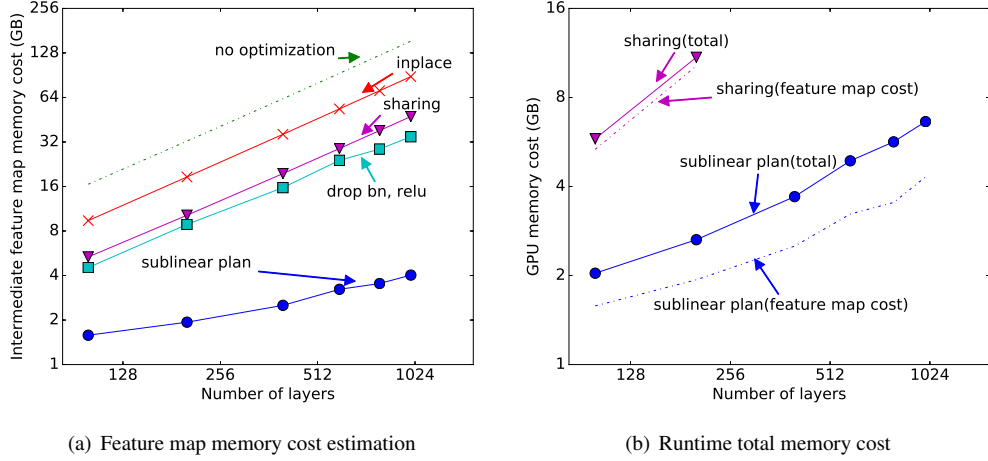 256
128
64
32
16
8
4
2
1
Intermediate feature map memory cost (GB)
no optimization
inplace
sharing
drop bn, relu
sublinear plan
128
256
512
1024
Number of layers
(a) Feature map memory cost estimation
16
8
4
2
1
GPU memory cost (GB)
sharing(total)
sharing(feature map cost)
sublinear plan(total)
sublinear plan(feature map cost)
128
256
512
1024
Number of layers
(b) Runtime total memory cost